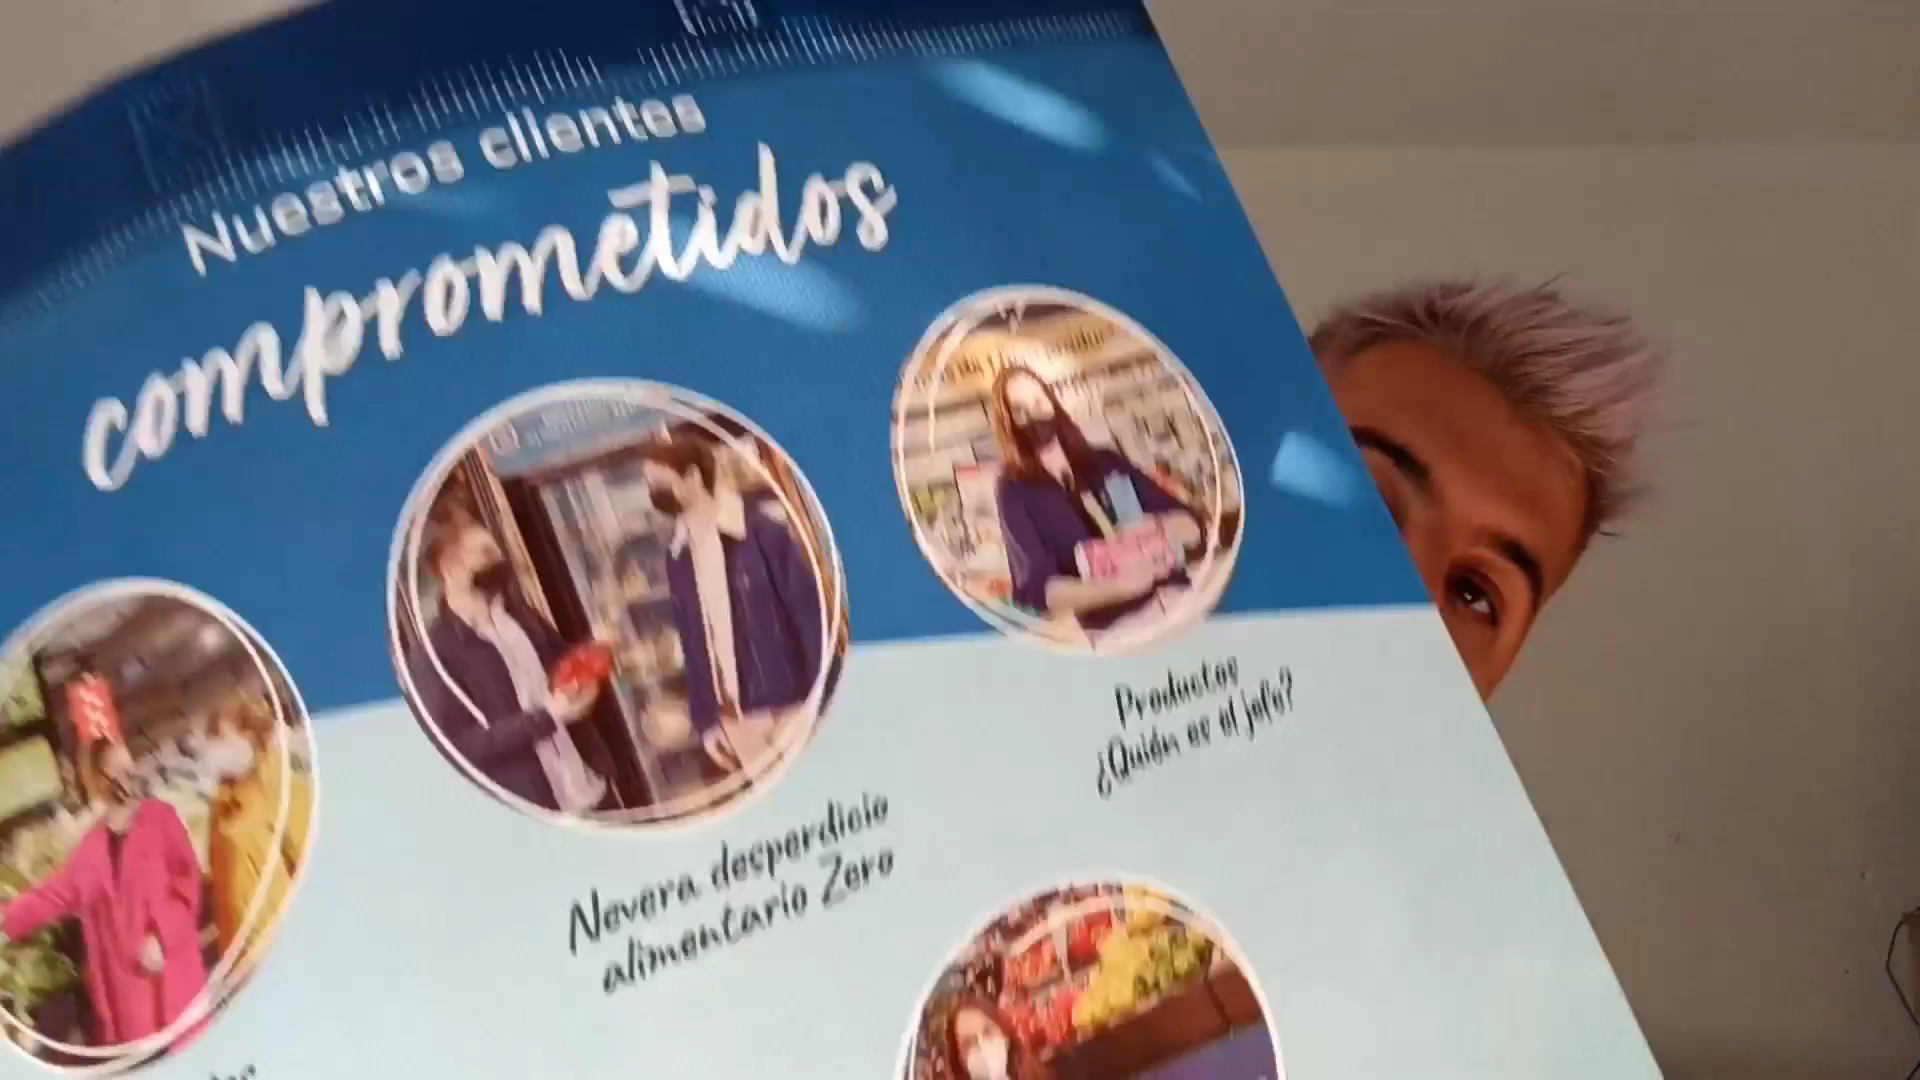 Nuestros clientes
comprometidos
Productos
¿Quién es el jefe?
Nevera desperdicio
alimentario Zero